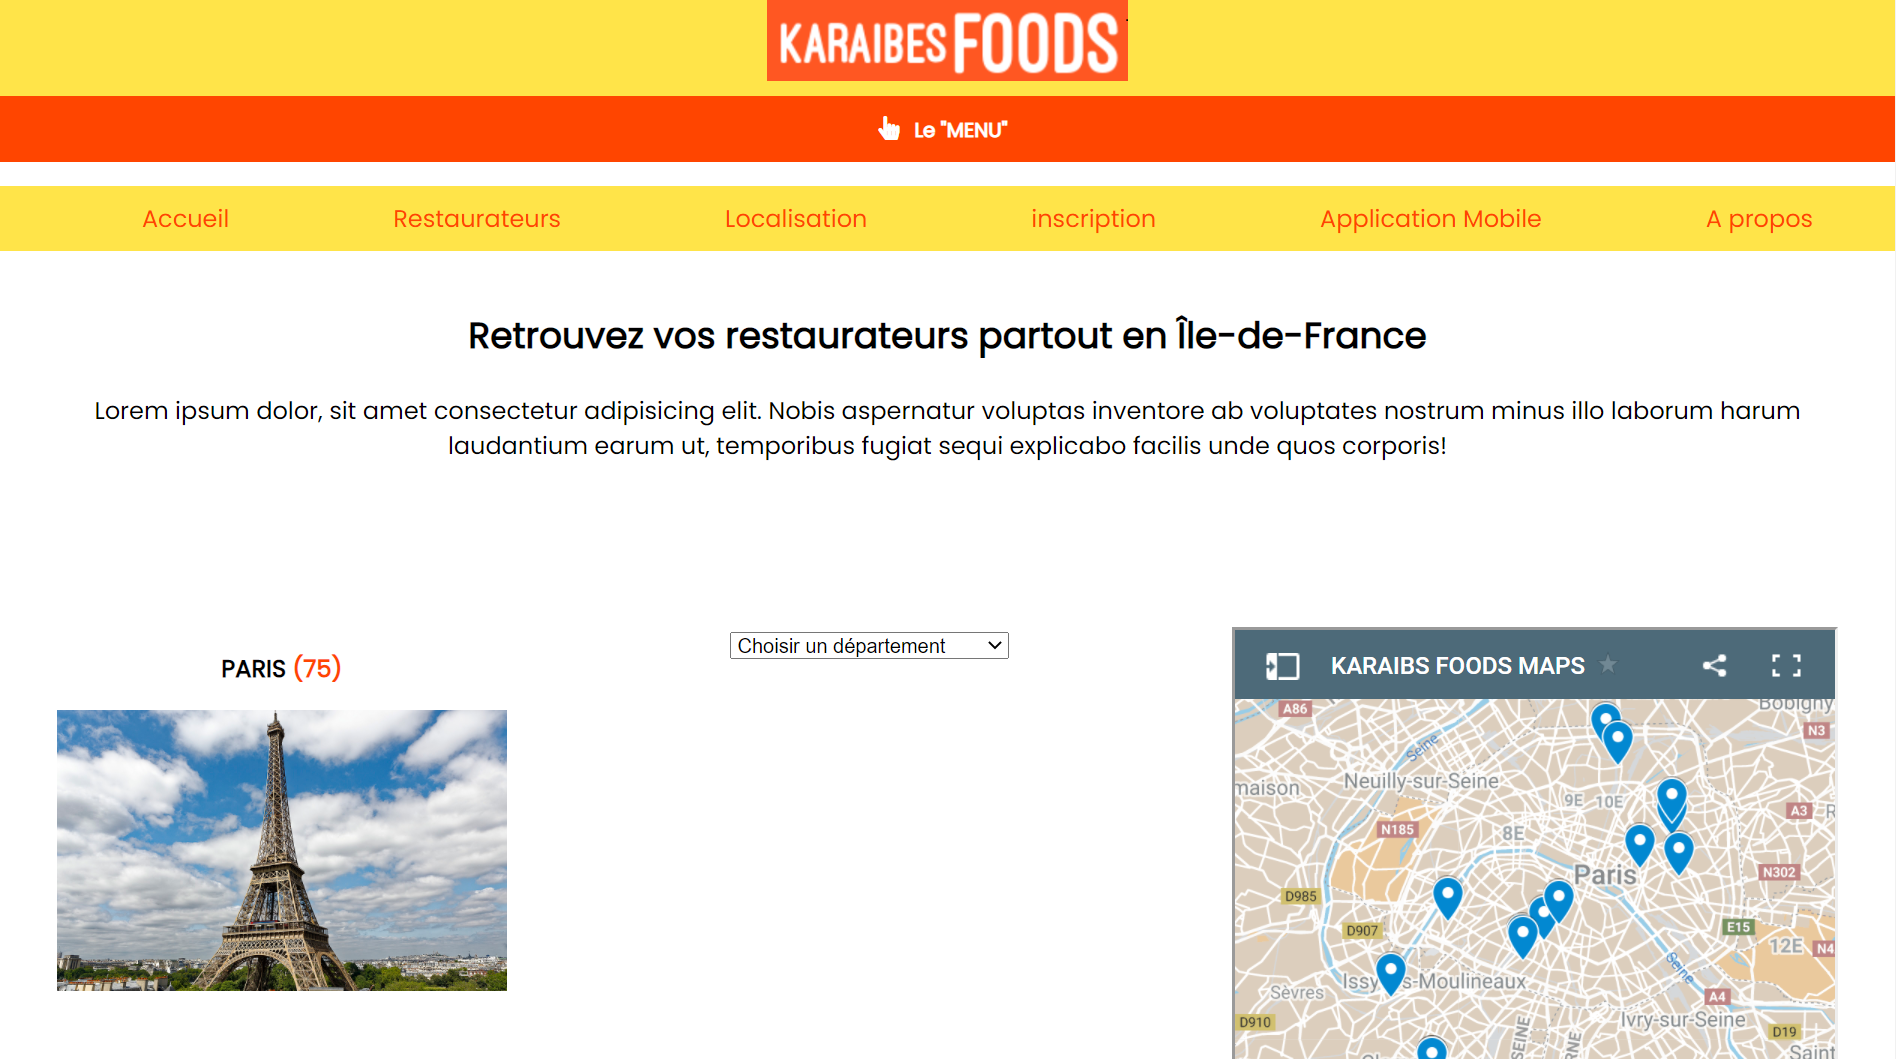 KARAIBES FOODS
Le "MENU"
Accueil Restaurateurs Localisation inscription Application Mobile A propos
Retrouvez vos restaurateurs partout en Île-de-France
Lorem ipsum dolor, sit amet consectetur adipisicing elit. Nobis aspernatur voluptas inventore ab voluptates nostrum minus illo laborum harum
laudantium earum ut, temporibus fugiat sequi explicabo facilis unde quos corporis!
PARIS (75)
Choisir un département
KARAIBS FOODS MAPS
A86
Bobigny
N3
Seine
Neuilly-sur-Seine
maison
9E 10E
A3
R
N185
8E
Paris
N302
D985
D907
E15
12E
N4
Seine
Issy s-Moulineaux
Sèvres
A4
D910
Ivry-sur-Seine
D19
SEINE
RNE
Saint